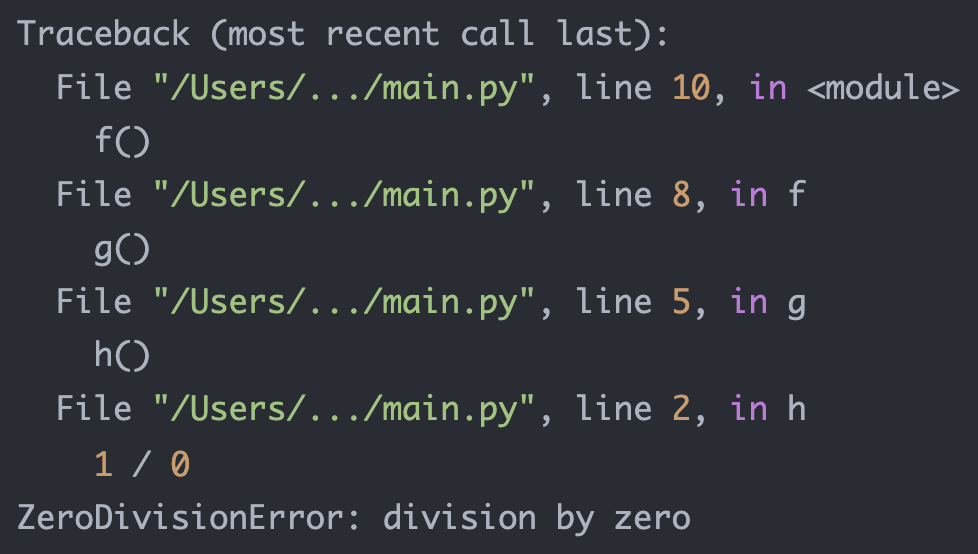 Traceback (most recent call last):
  File "/Users/.../main.py", line 10, in <module>
    f()
  File "/Users/.../main.py", line 8, in f
    g()
  File "/Users/.../main.py", line 5, in g
    h()
  File "/Users/.../main.py", line 2, in h
    1 / 0
ZeroDivisionError: division by zero